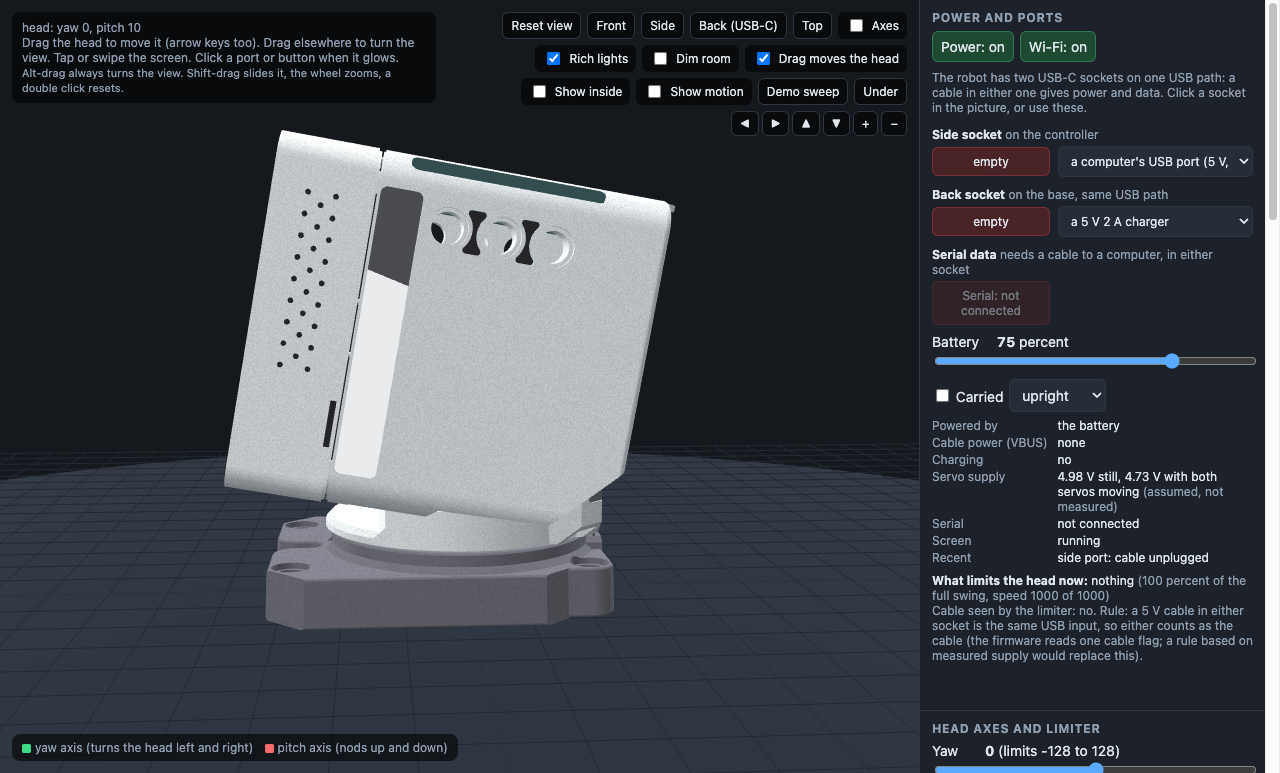 head: yaw 0, pitch 10
Drag the head to move it (arrow keys too). Drag elsewhere to turn the
view. Tap or swipe the screen. Click a port or button when it glows.
Alt-drag always turns the view. Shift-drag slides it, the wheel zooms, a
double click resets.
Reset view
Front
Side
Back (USB-C)
Top
Axes
Rich lights
Dim room
Drag moves the head
Show inside
Show motion
Demo sweep
Under
◀
▶
▲
▼
+
−
yaw axis (turns the head left and right)
pitch axis (nods up and down)
POWER AND PORTS
Power: on
Wi-Fi: on
The robot has two USB-C sockets on one USB path: a
cable in either one gives power and data. Click a socket
in the picture, or use these.
Side socket on the controller
empty
a computer's USB port (5 V,
Back socket on the base, same USB path
empty
a 5 V 2 A charger
Serial data needs a cable to a computer, in either
socket
Serial: not
connected
Battery 75 percent
Carried
upright
Powered by the battery
Cable power (VBUS) none
Charging no
Servo supply 4.98 V still, 4.73 V with both
servos moving (assumed, not
measured)
Serial not connected
Screen running
Recent side port: cable unplugged
What limits the head now: nothing (100 percent of the
full swing, speed 1000 of 1000)
Cable seen by the limiter: no. Rule: a 5 V cable in either
socket is the same USB input, so either counts as the
cable (the firmware reads one cable flag; a rule based on
measured supply would replace this).
HEAD AXES AND LIMITER
Yaw 0 (limits -128 to 128)